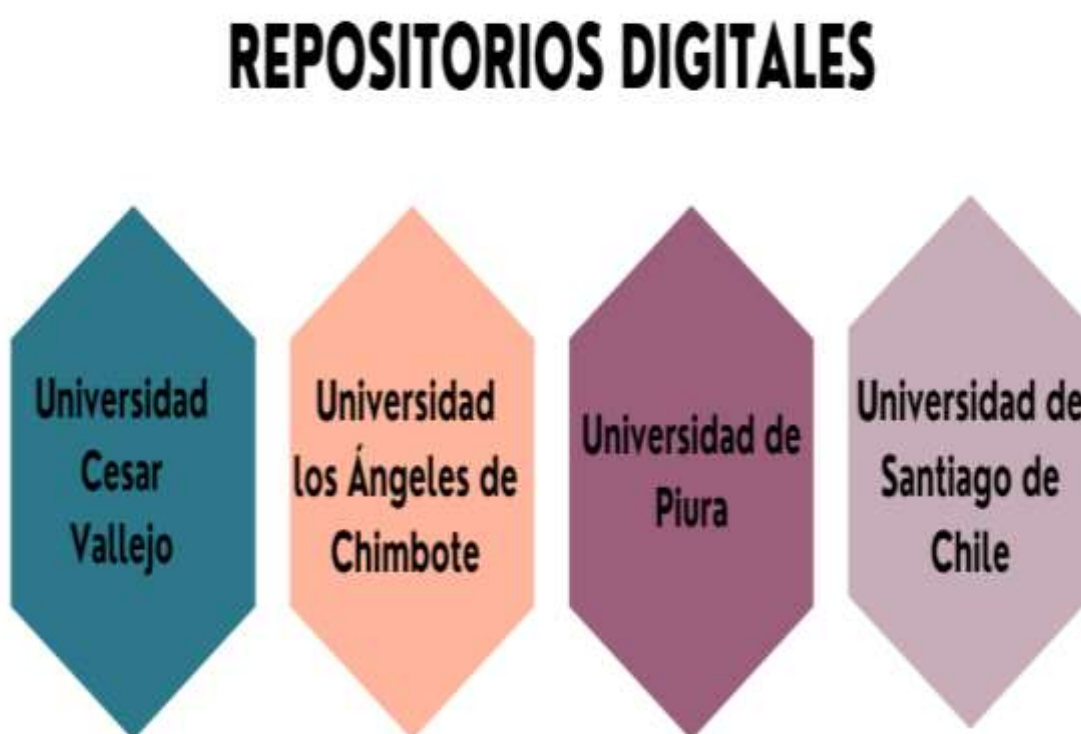 REPOSITORIOS DIGITALES
Universidad
Cesar
Vallejo
Universidad
los Ángeles de
Chimbote
Universidad de
Piura
Universidad de
Santiago de
Chile